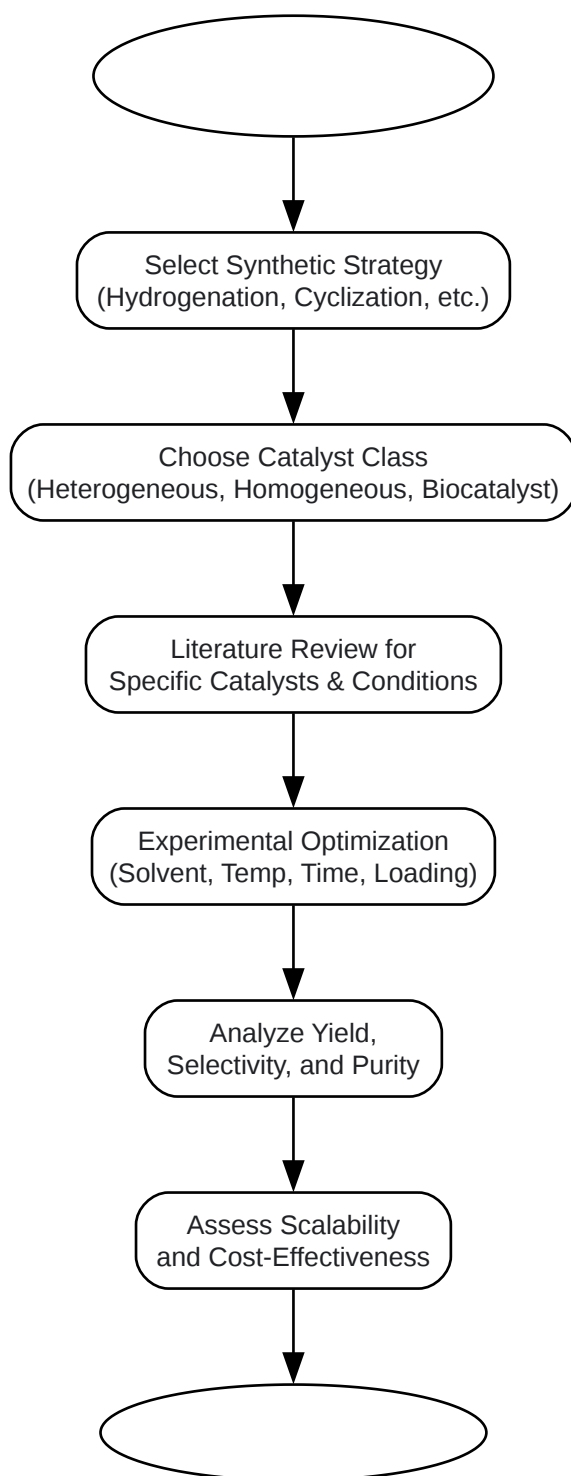 Select Synthetic Strategy
(Hydrogenation, Cyclization, etc.)
Choose Catalyst Class
(Heterogeneous, Homogeneous, Biocatalyst)
Literature Review for
Specific Catalysts & Conditions
Experimental Optimization
(Solvent, Temp, Time, Loading)
Analyze Yield,
Selectivity, and Purity
Assess Scalability
and Cost-Effectiveness